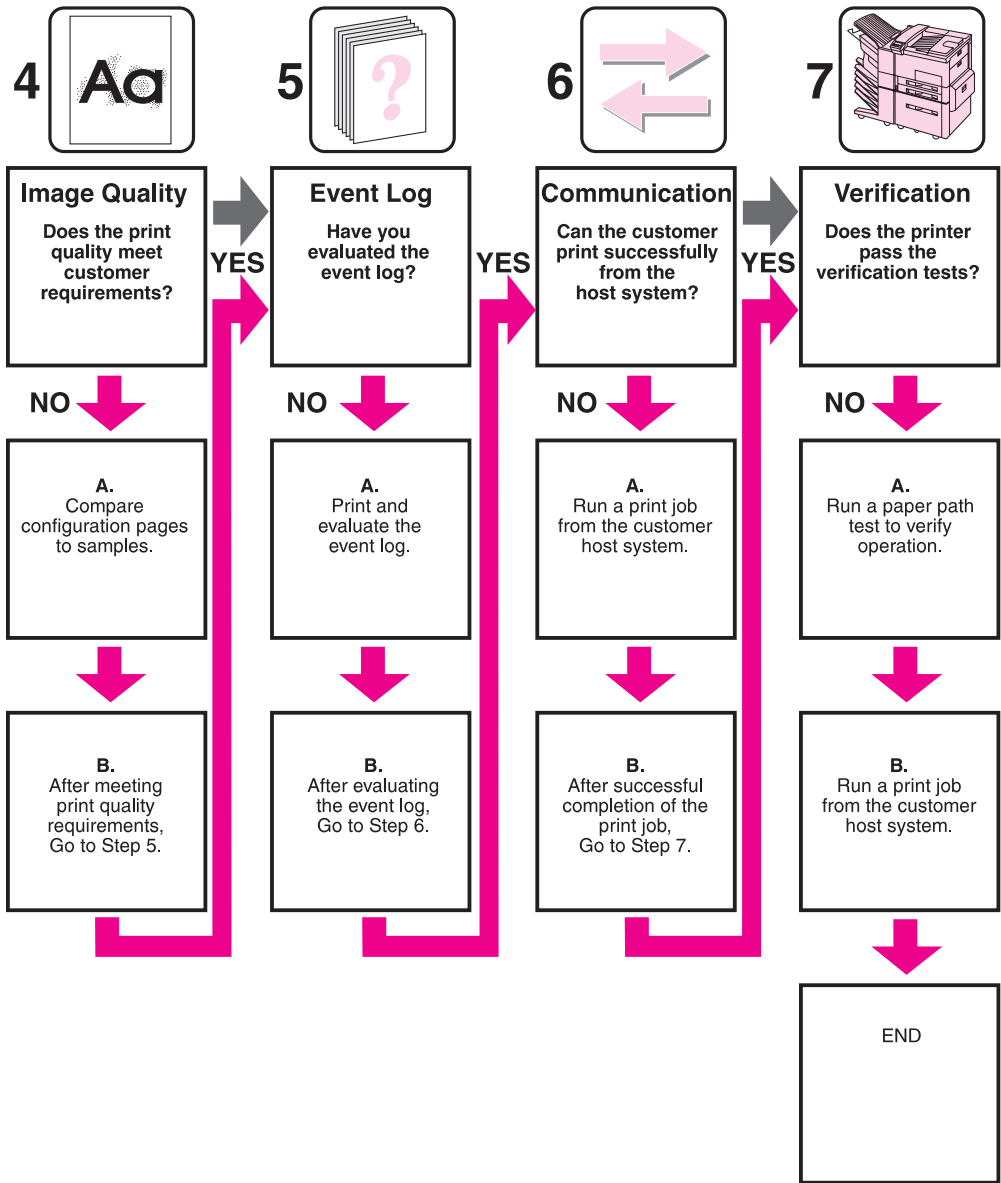 4
Aa
5
?
6
7
Image Quality
Does the print
quality meet
customer
requirements?
YES
NO
A.
Compare
configuration pages
to samples.
B.
After meeting
print quality
requirements,
Go to Step 5.
Event Log
Have you
evaluated the
event log?
YES
NO
A.
Print and
evaluate the
event log.
B.
After evaluating
the event log,
Go to Step 6.
Communication
Can the customer
print successfully
from the
host system?
YES
NO
A.
Run a print job
from the customer
host system.
B.
After successful
completion of the
print job,
Go to Step 7.
Verification
Does the printer
pass the
verification tests?
NO
A.
Run a paper path
test to verify
operation.
B.
Run a print job
from the customer
host system.
END